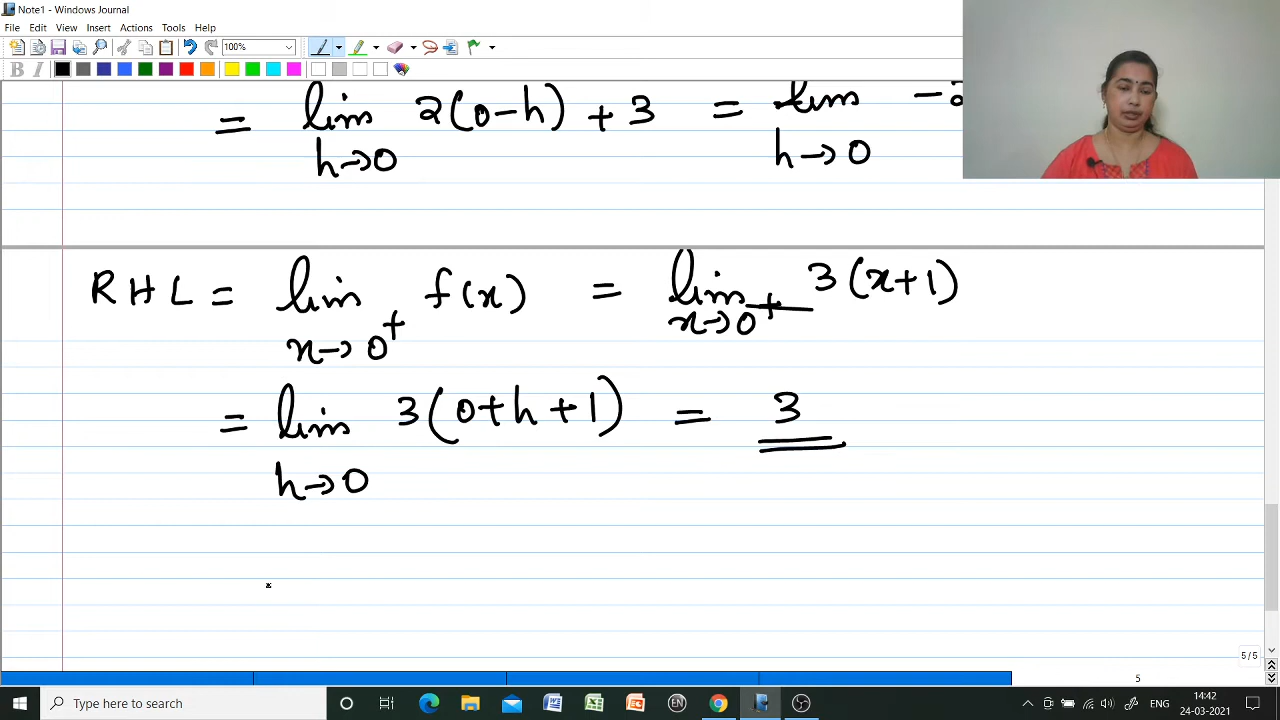 Note1 - Windows Journal
File Edit View Insert Actions Tools Help
100%
B I
= lim 2(0-h) + 3 = lim
h→0 h→0
RHL = lim f(x) = lim 3(x+1)
x→0⁺ x→0⁺
= lim 3(0+h+1) = 3
h→0
5/5
5
Type here to search
EN
ENG
14:42
24-03-2021